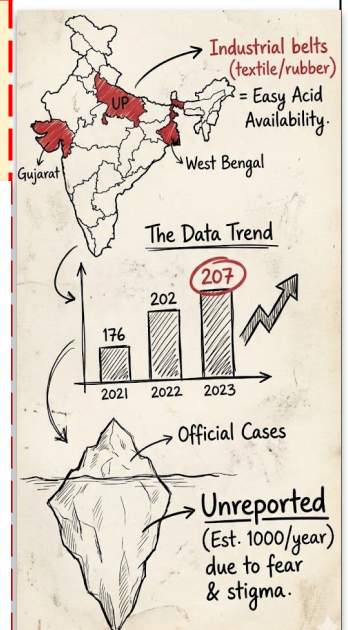 Industrial belts
(textile/rubber)
= Easy Acid
Availability.
UP
Gujarat
West Bengal
The Data Trend
207
202
176
2021 2022 2023
Official Cases
Unreported
(Est. 1000/year)
due to fear
& stigma.